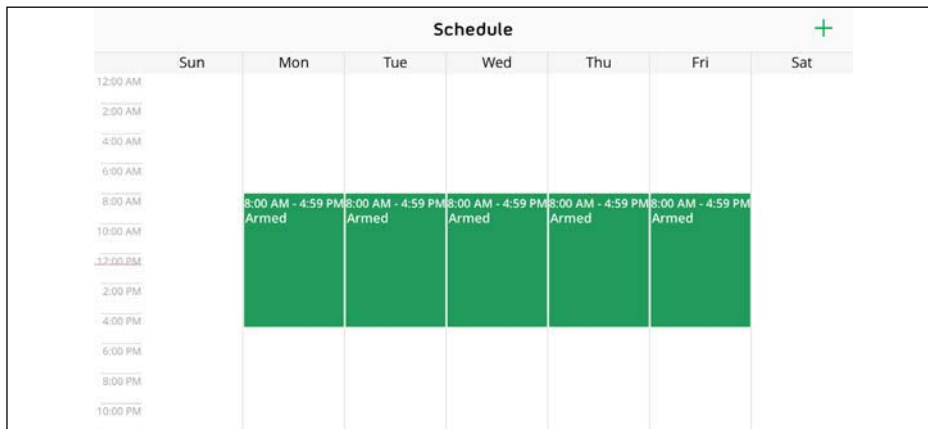 Schedule +
Sun Mon Tue Wed Thu Fri Sat
12:00 AM
2:00 AM
4:00 AM
6:00 AM
8:00 AM 8:00 AM - 4:59 PM 8:00 AM - 4:59 PM 8:00 AM - 4:59 PM 8:00 AM - 4:59 PM 8:00 AM - 4:59 PM
Armed Armed Armed Armed Armed
10:00 AM
12:00 PM
2:00 PM
4:00 PM
6:00 PM
8:00 PM
10:00 PM